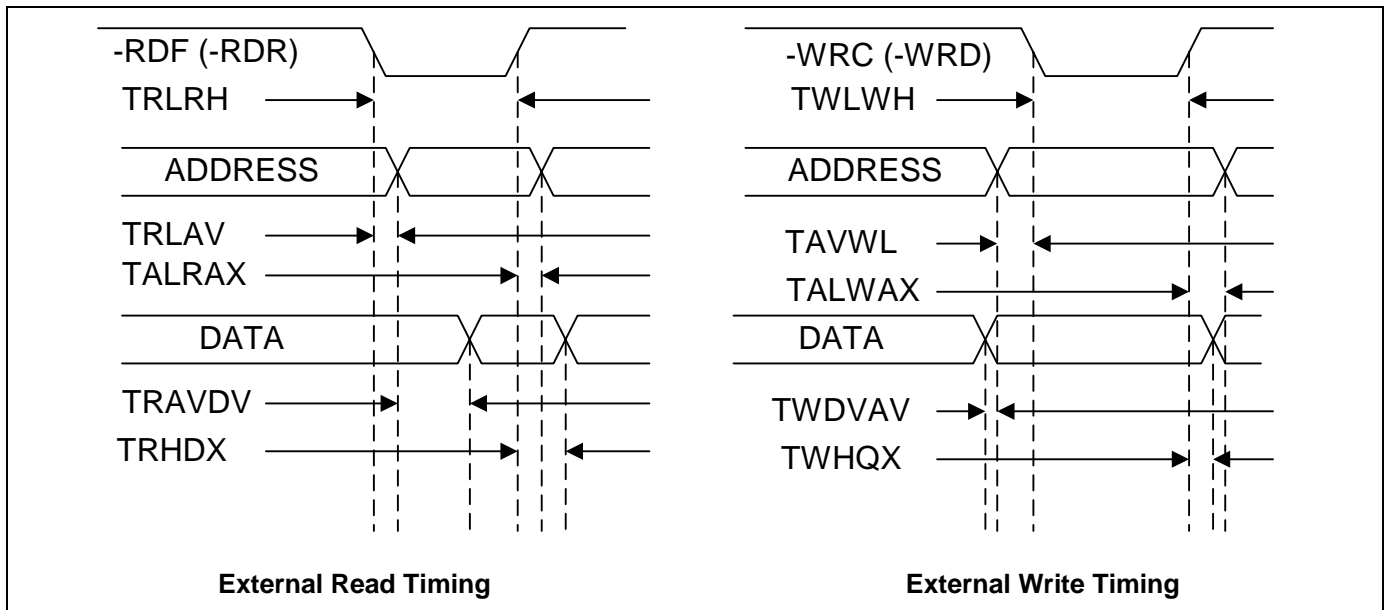 -RDF (-RDR)
TRLRH
ADDRESS
TRLAV
TALRAX
DATA
TRAVDV
TRHDX
External Read Timing
-WRC (-WRD)
TWLWH
ADDRESS
TAVWL
TALWAX
DATA
TWDVAV
TWHQX
External Write Timing